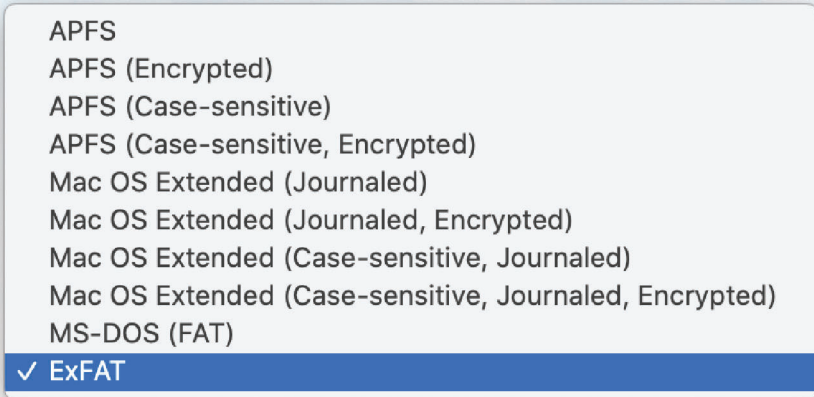 APFS
APFS (Encrypted)
APFS (Case-sensitive)
APFS (Case-sensitive, Encrypted)
Mac OS Extended (Journaled)
Mac OS Extended (Journaled, Encrypted)
Mac OS Extended (Case-sensitive, Journaled)
Mac OS Extended (Case-sensitive, Journaled, Encrypted)
MS-DOS (FAT)
✓ ExFAT